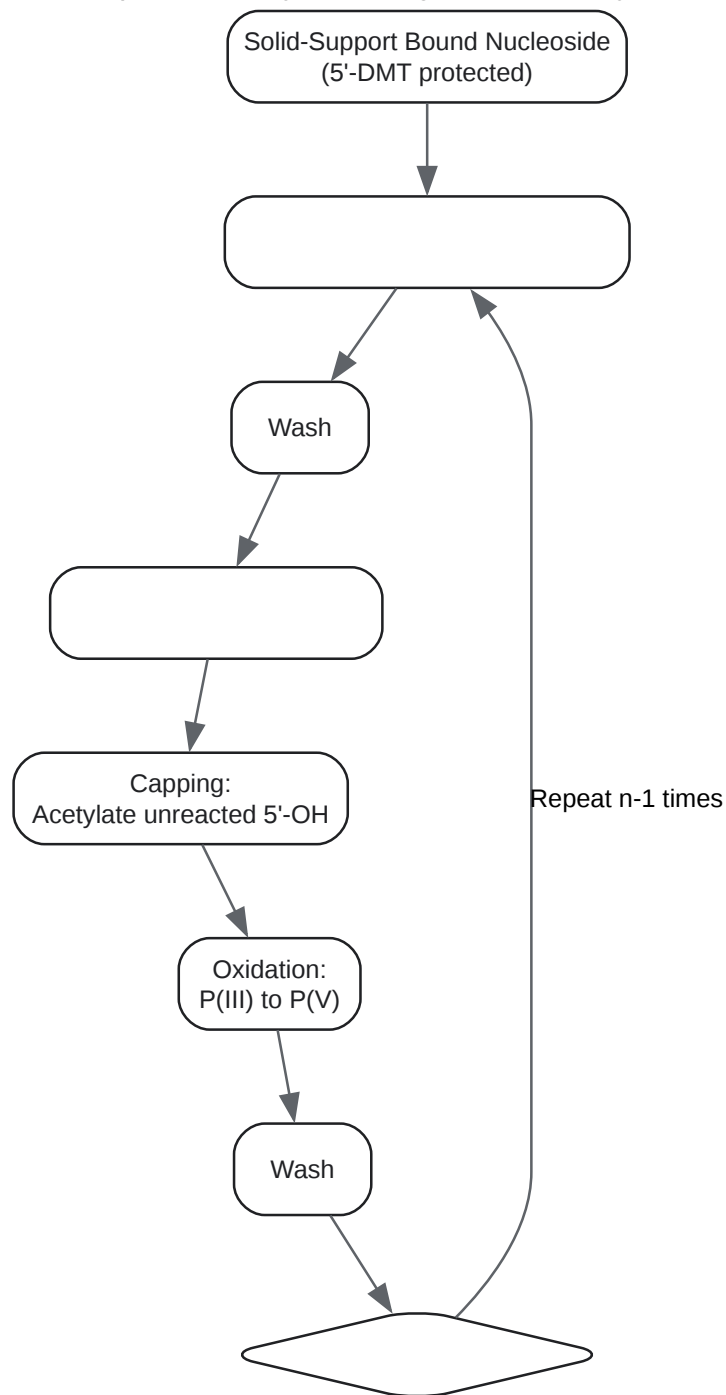 Solid-Support Bound Nucleoside
(5'-DMT protected)
Wash
Capping:
Acetylate unreacted 5'-OH
Repeat n-1 times
Oxidation:
P(III) to P(V)
Wash